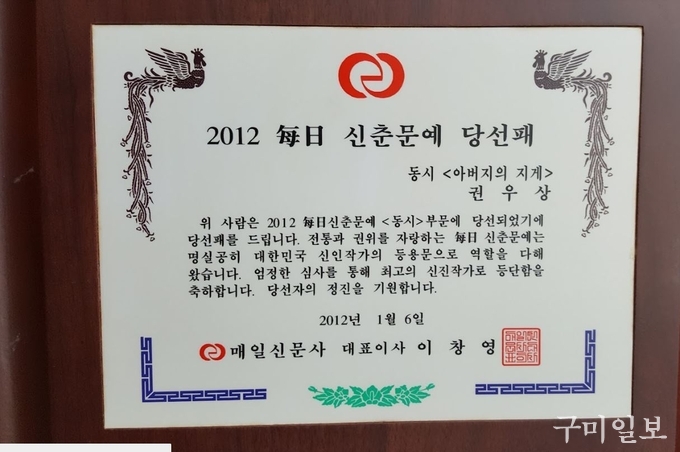 2012 每日 신춘문예 당선패
동시 <아버지의 지게>
권 우 상
위 사람은 2012 每日신춘문예 <동시>부문에 당선되었기에
당선패를 드립니다. 전통과 권위를 자랑하는 每日 신춘문예는
명실공히 대한민국 신인작가의 등용문으로 역할을 다해
왔습니다. 엄정한 심사를 통해 최고의 신진작가로 등단함을
축하합니다. 당선자의 정진을 기원합니다.
2012년 1월 6일
매일신문사 대표이사 이 창 영
구미일보